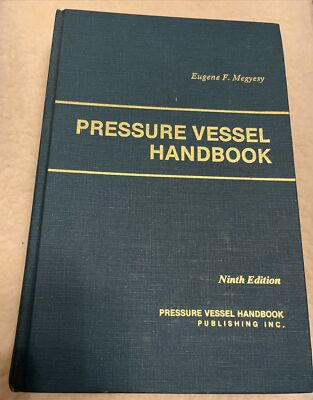 Eugene F. Megyesy
PRESSURE VESSEL
HANDBOOK
Ninth Edition
PRESSURE VESSEL HANDBOOK
PUBLISHING INC.